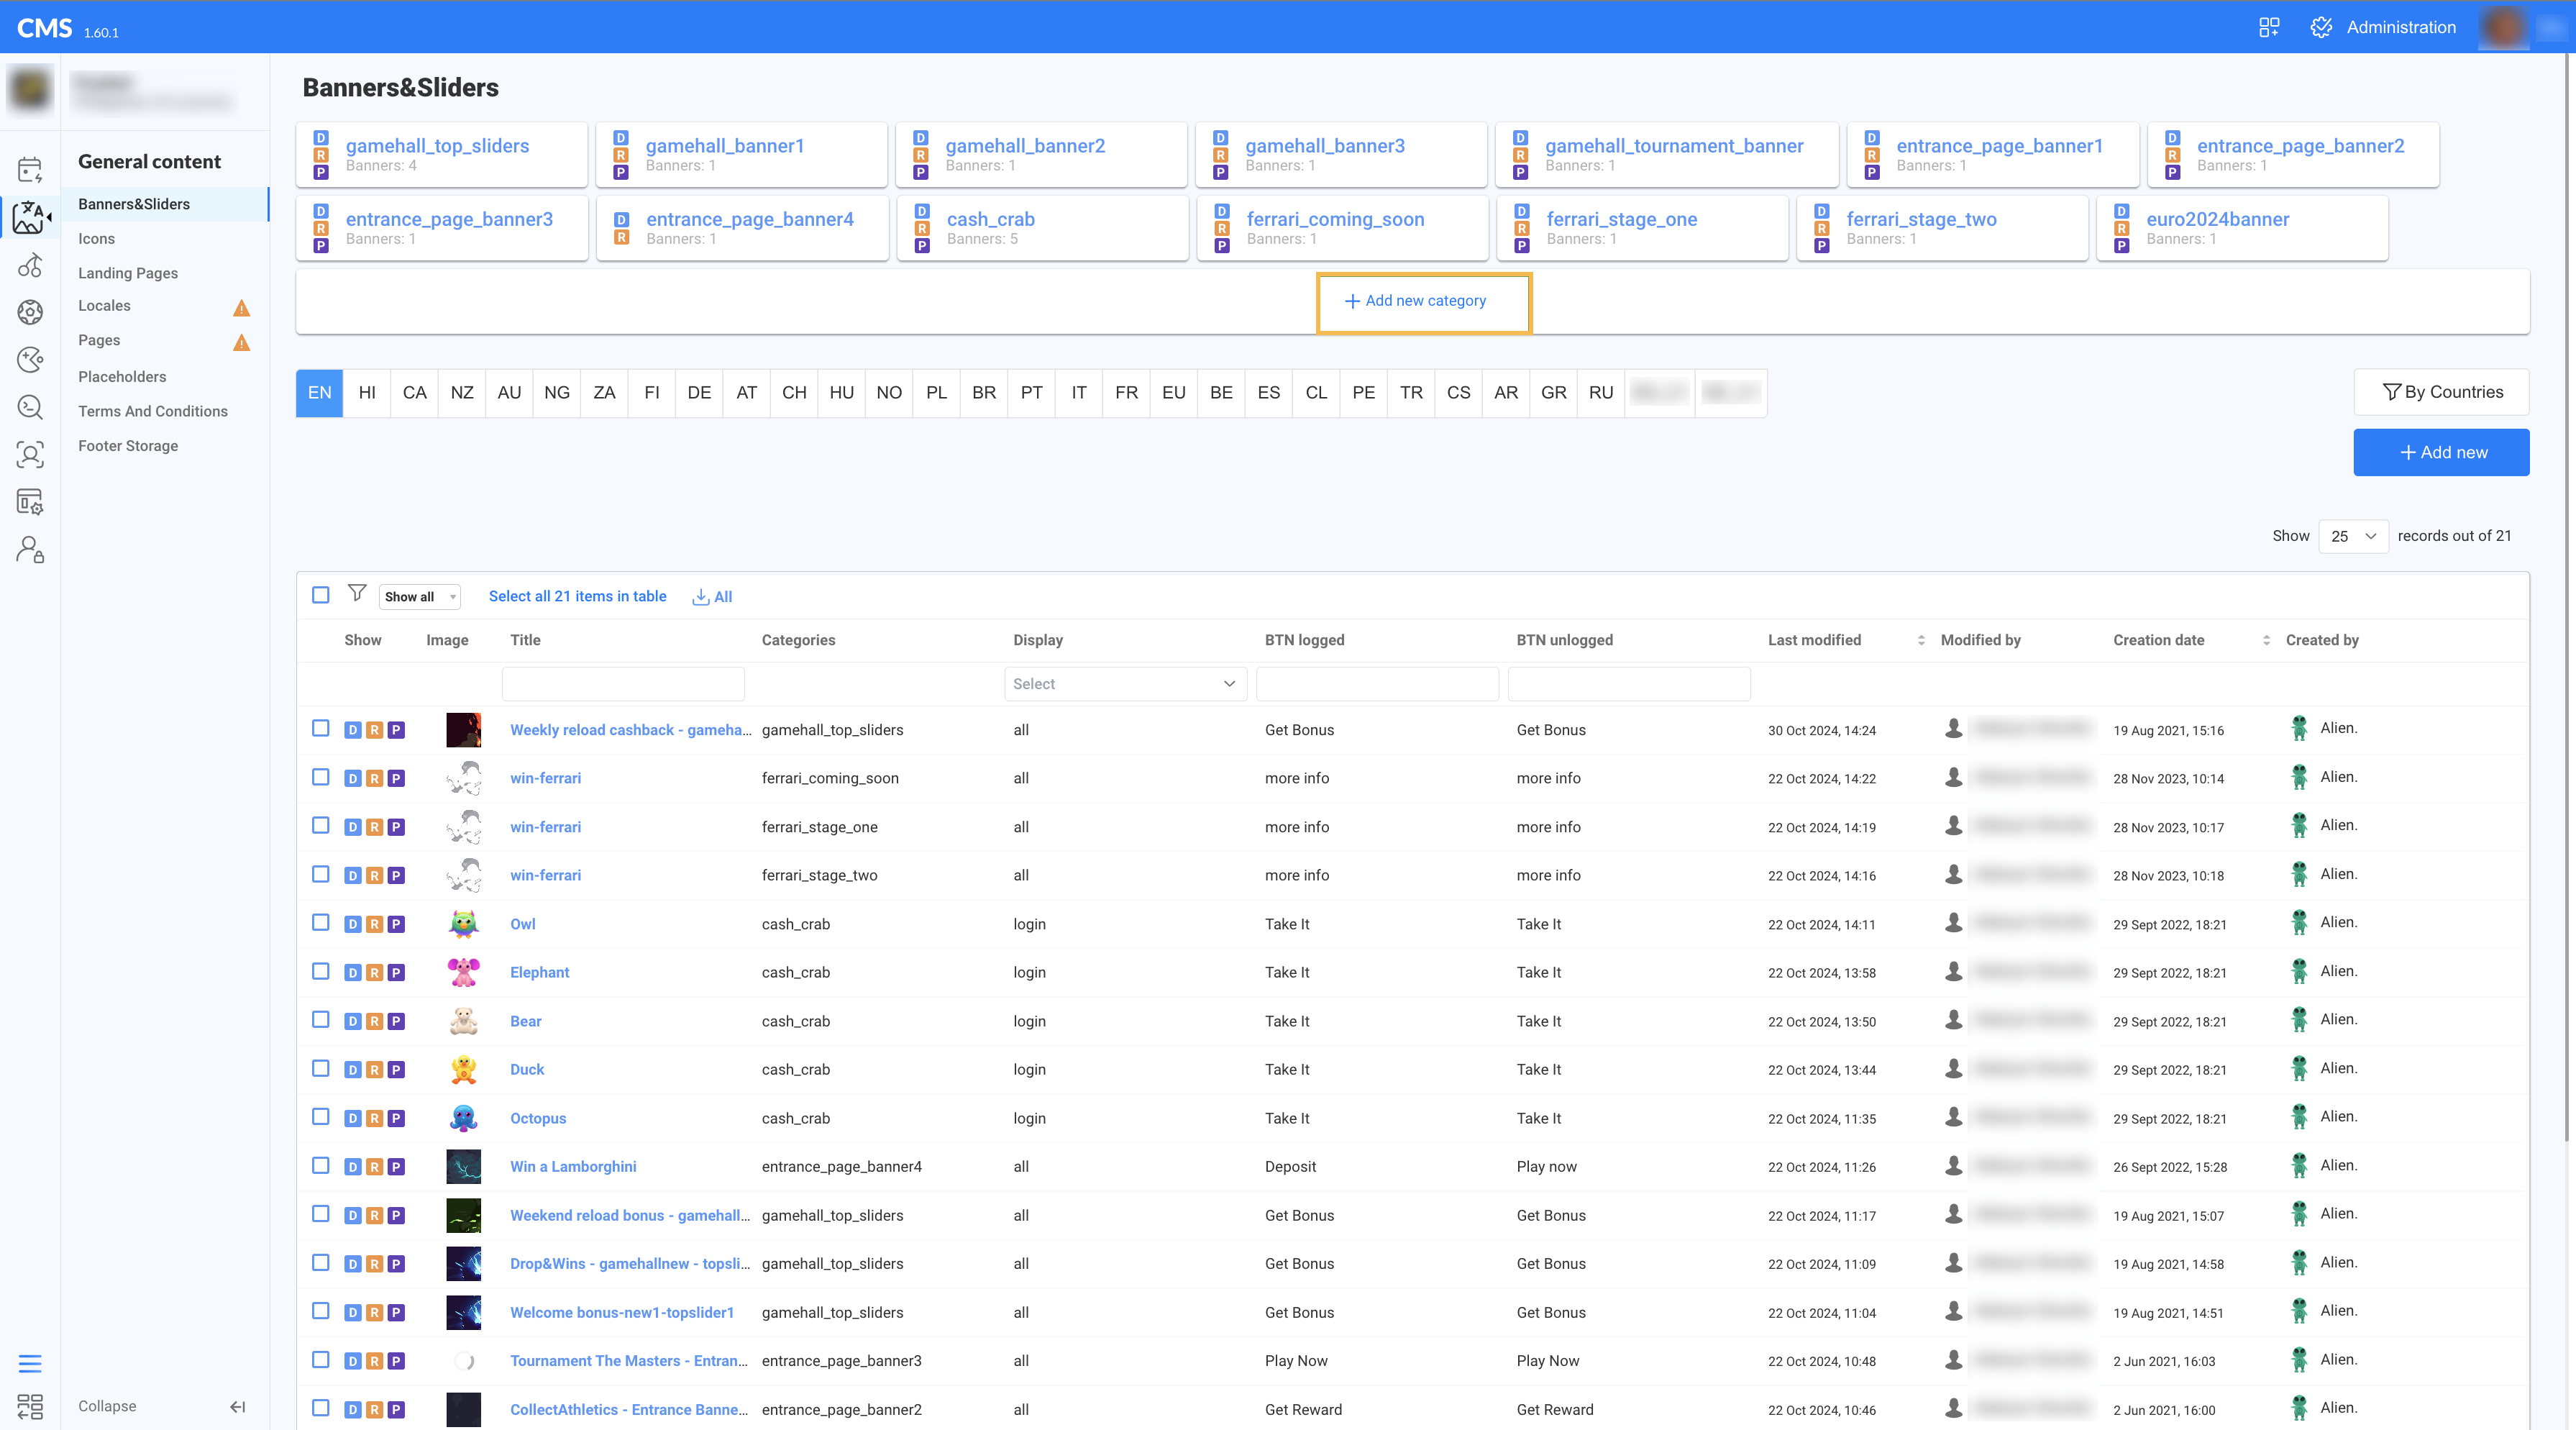 CMS 1.60.1
Administration
Banners&Sliders
General content
Banners&Sliders
Icons
Landing Pages
Locales
Pages
Placeholders
Terms And Conditions
Footer Storage
Collapse
D R P gamehall_top_sliders Banners: 4
D R P gamehall_banner1 Banners: 1
D R P gamehall_banner2 Banners: 1
D R P gamehall_banner3 Banners: 1
D R P gamehall_tournament_banner Banners: 1
D R P entrance_page_banner1 Banners: 1
D R P entrance_page_banner2 Banners: 1
D R P entrance_page_banner3 Banners: 1
D R entrance_page_banner4 Banners: 1
D R P cash_crab Banners: 5
D R P ferrari_coming_soon Banners: 1
D R P ferrari_stage_one Banners: 1
D R P ferrari_stage_two Banners: 1
D R P euro2024banner Banners: 1
+ Add new category
EN HI CA NZ AU NG ZA FI DE AT CH HU NO PL BR PT IT FR EU BE ES CL PE TR CS AR GR RU
By Countries
+ Add new
Show 25 records out of 21
Show all Select all 21 items in table All
Show Image Title Categories Display BTN logged BTN unlogged Last modified Modified by Creation date Created by
Select
D R P Weekly reload cashback - gameha... gamehall_top_sliders all Get Bonus Get Bonus 30 Oct 2024, 14:24 19 Aug 2021, 15:16 Alien.
D R P win-ferrari ferrari_coming_soon all more info more info 22 Oct 2024, 14:22 28 Nov 2023, 10:14 Alien.
D R P win-ferrari ferrari_stage_one all more info more info 22 Oct 2024, 14:19 28 Nov 2023, 10:17 Alien.
D R P win-ferrari ferrari_stage_two all more info more info 22 Oct 2024, 14:16 28 Nov 2023, 10:18 Alien.
D R P Owl cash_crab login Take It Take It 22 Oct 2024, 14:11 29 Sept 2022, 18:21 Alien.
D R P Elephant cash_crab login Take It Take It 22 Oct 2024, 13:58 29 Sept 2022, 18:21 Alien.
D R P Bear cash_crab login Take It Take It 22 Oct 2024, 13:50 29 Sept 2022, 18:21 Alien.
D R P Duck cash_crab login Take It Take It 22 Oct 2024, 13:44 29 Sept 2022, 18:21 Alien.
D R P Octopus cash_crab login Take It Take It 22 Oct 2024, 11:35 29 Sept 2022, 18:21 Alien.
D R P Win a Lamborghini entrance_page_banner4 all Deposit Play now 22 Oct 2024, 11:26 26 Sept 2022, 15:28 Alien.
D R P Weekend reload bonus - gamehall... gamehall_top_sliders all Get Bonus Get Bonus 22 Oct 2024, 11:17 19 Aug 2021, 15:07 Alien.
D R P Drop&Wins - gamehallnew - topsli... gamehall_top_sliders all Get Bonus Get Bonus 22 Oct 2024, 11:09 19 Aug 2021, 14:58 Alien.
D R P Welcome bonus-new1-topslider1 gamehall_top_sliders all Get Bonus Get Bonus 22 Oct 2024, 11:04 19 Aug 2021, 14:51 Alien.
D R P Tournament The Masters - Entran... entrance_page_banner3 all Play Now Play Now 22 Oct 2024, 10:48 2 Jun 2021, 16:03 Alien.
D R P CollectAthletics - Entrance Banne... entrance_page_banner2 all Get Reward Get Reward 22 Oct 2024, 10:46 2 Jun 2021, 16:00 Alien.